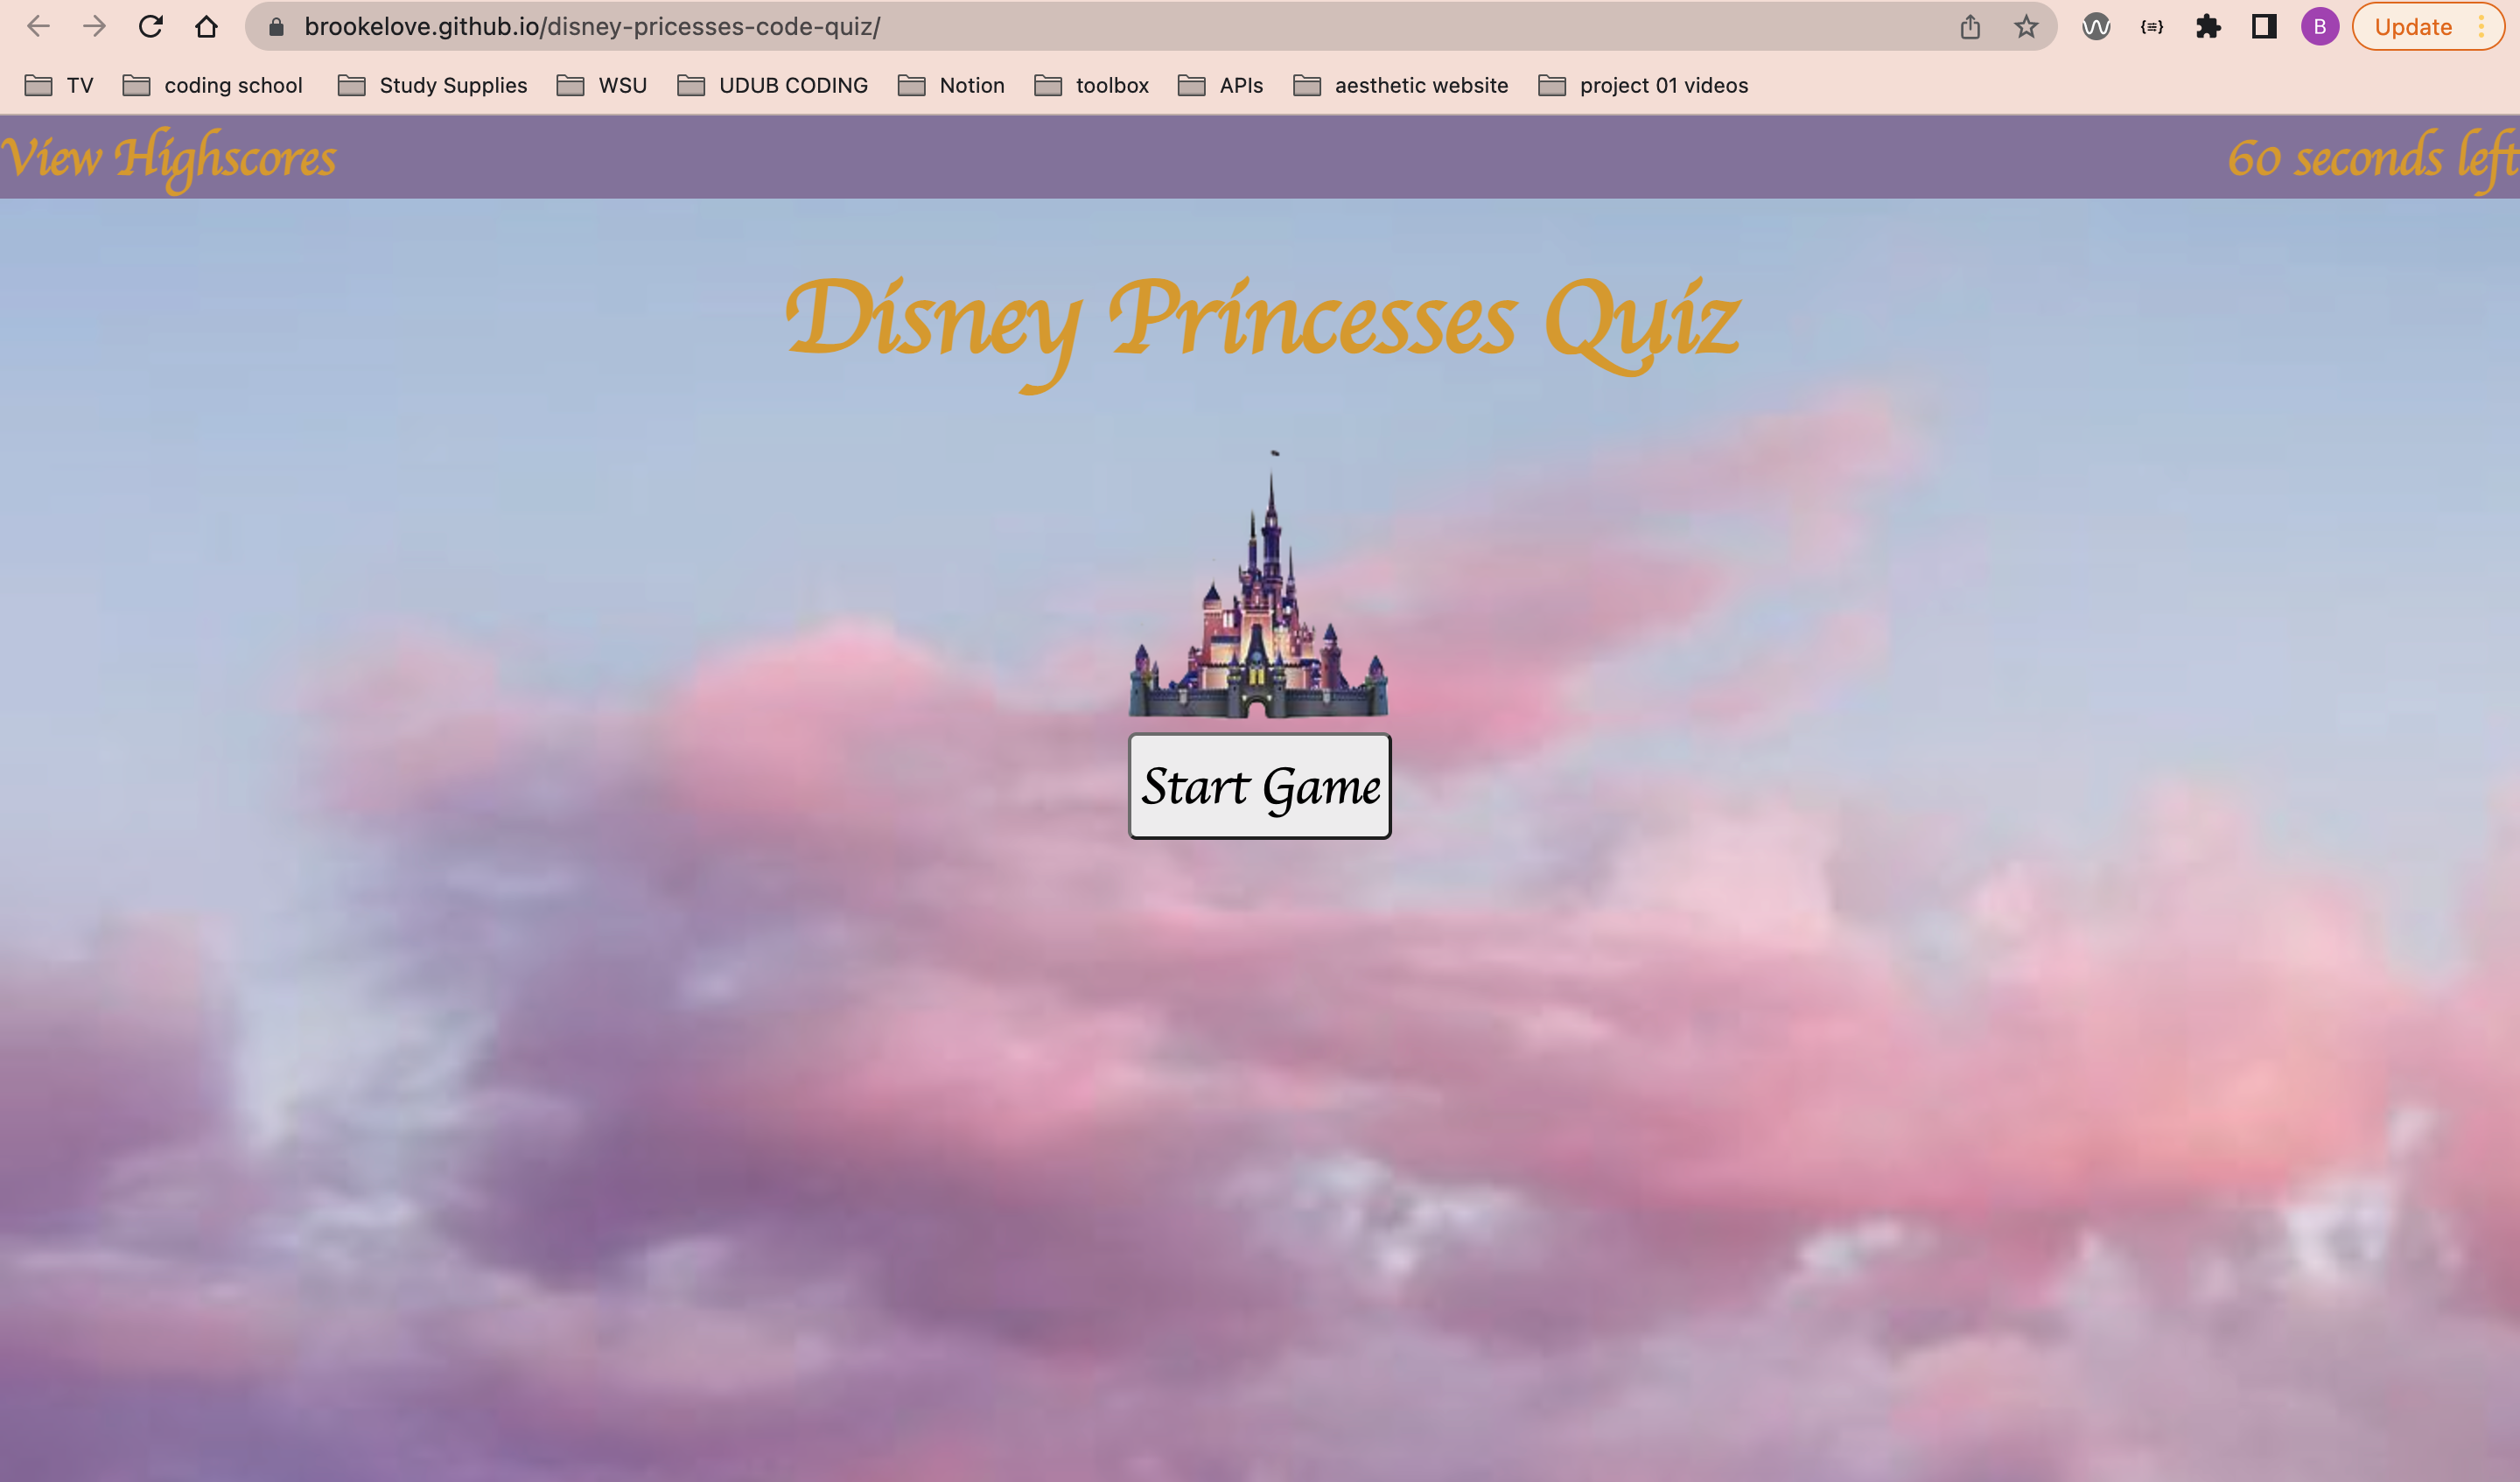 brookelove.github.io/disney-pricesses-code-quiz/
B
Update
TV coding school Study Supplies WSU UDUB CODING Notion toolbox APIs aesthetic website project 01 videos
View Highscores 60 seconds left
Disney Princesses Quiz
Start Game